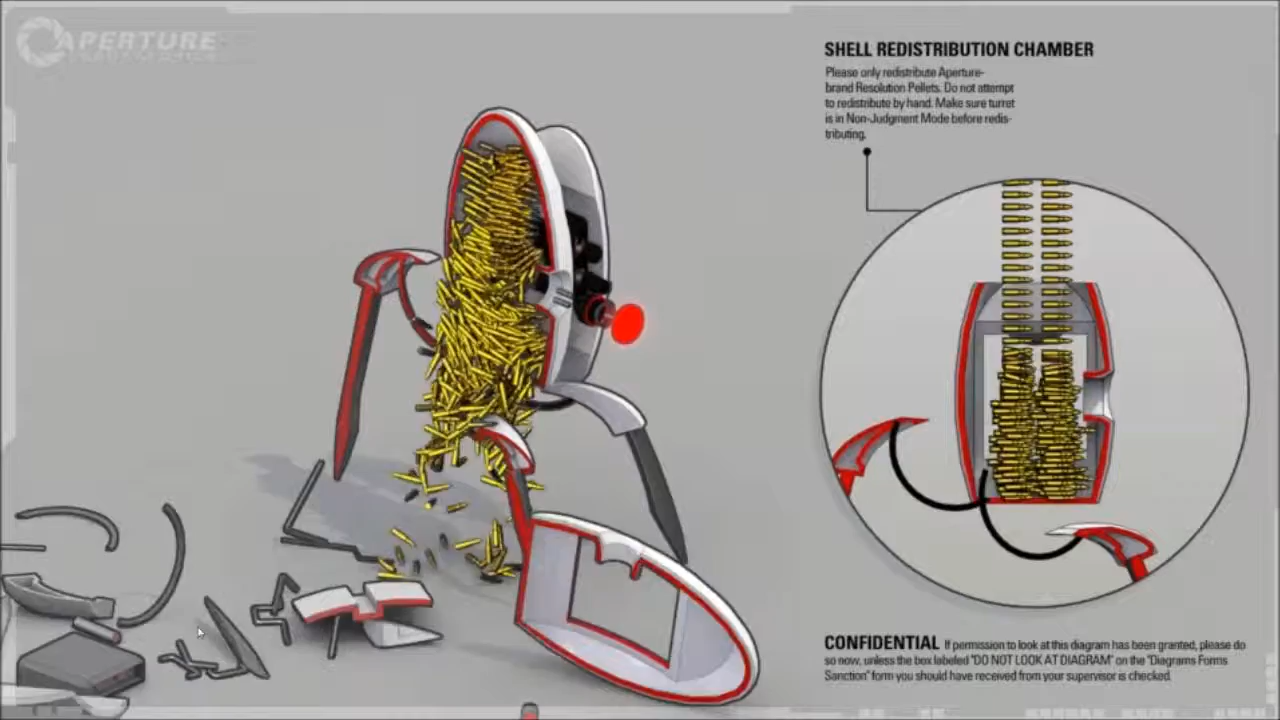 APERTURE
SHELL REDISTRIBUTION CHAMBER
Please only redistribute Aperture-
brand Resolution Pellets. Do not attempt
to redistribute by hand. Make sure turret
is in Non-Judgment Mode before redis-
tributing.
CONFIDENTIAL If permission to look at this diagram has been granted, please do
so now, unless the box labeled "DO NOT LOOK AT DIAGRAM" on the "Diagrams Forms
Sanction" form you should have received from your supervisor is checked.